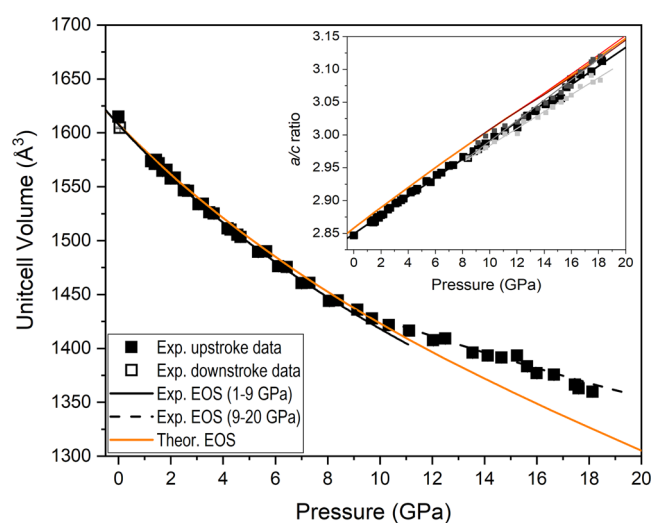 1700
1650
1600
1550
1500
1450
1400
1350
1300
Unitcell Volume (Å³)
0 2 4 6 8 10 12 14 16 18 20
Pressure (GPa)
Exp. upstroke data
Exp. downstroke data
Exp. EOS (1-9 GPa)
Exp. EOS (9-20 GPa)
Theor. EOS
3.15
3.10
3.05
3.00
2.95
2.90
2.85
a/c ratio
0 2 4 6 8 10 12 14 16 18 20
Pressure (GPa)